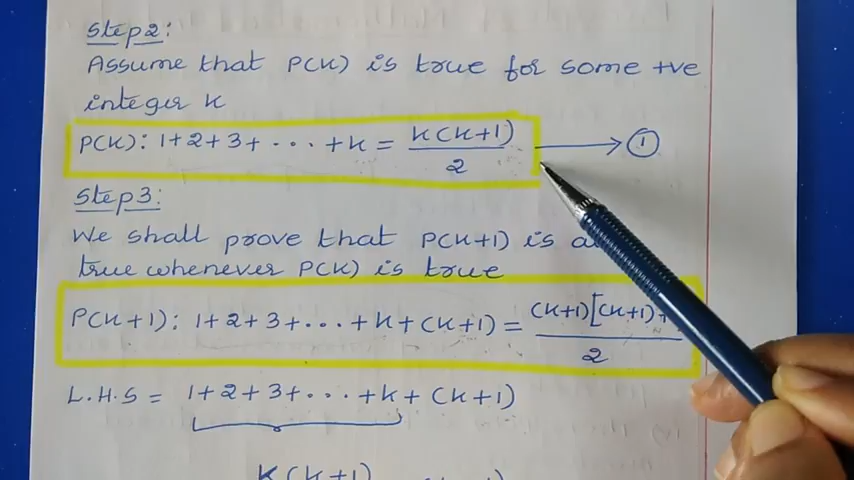 Step2:
Assume that P(K) is true for some +ve
integer K
P(K): 1+2+3+...+K = K(K+1)/2 → ①
Step3:
We shall prove that P(K+1) is
true whenever P(K) is true
P(K+1): 1+2+3+...+K+(K+1) = (K+1)[(K+1)+ /2
L.H.S = 1+2+3+...+K+(K+1)
K(K+1)